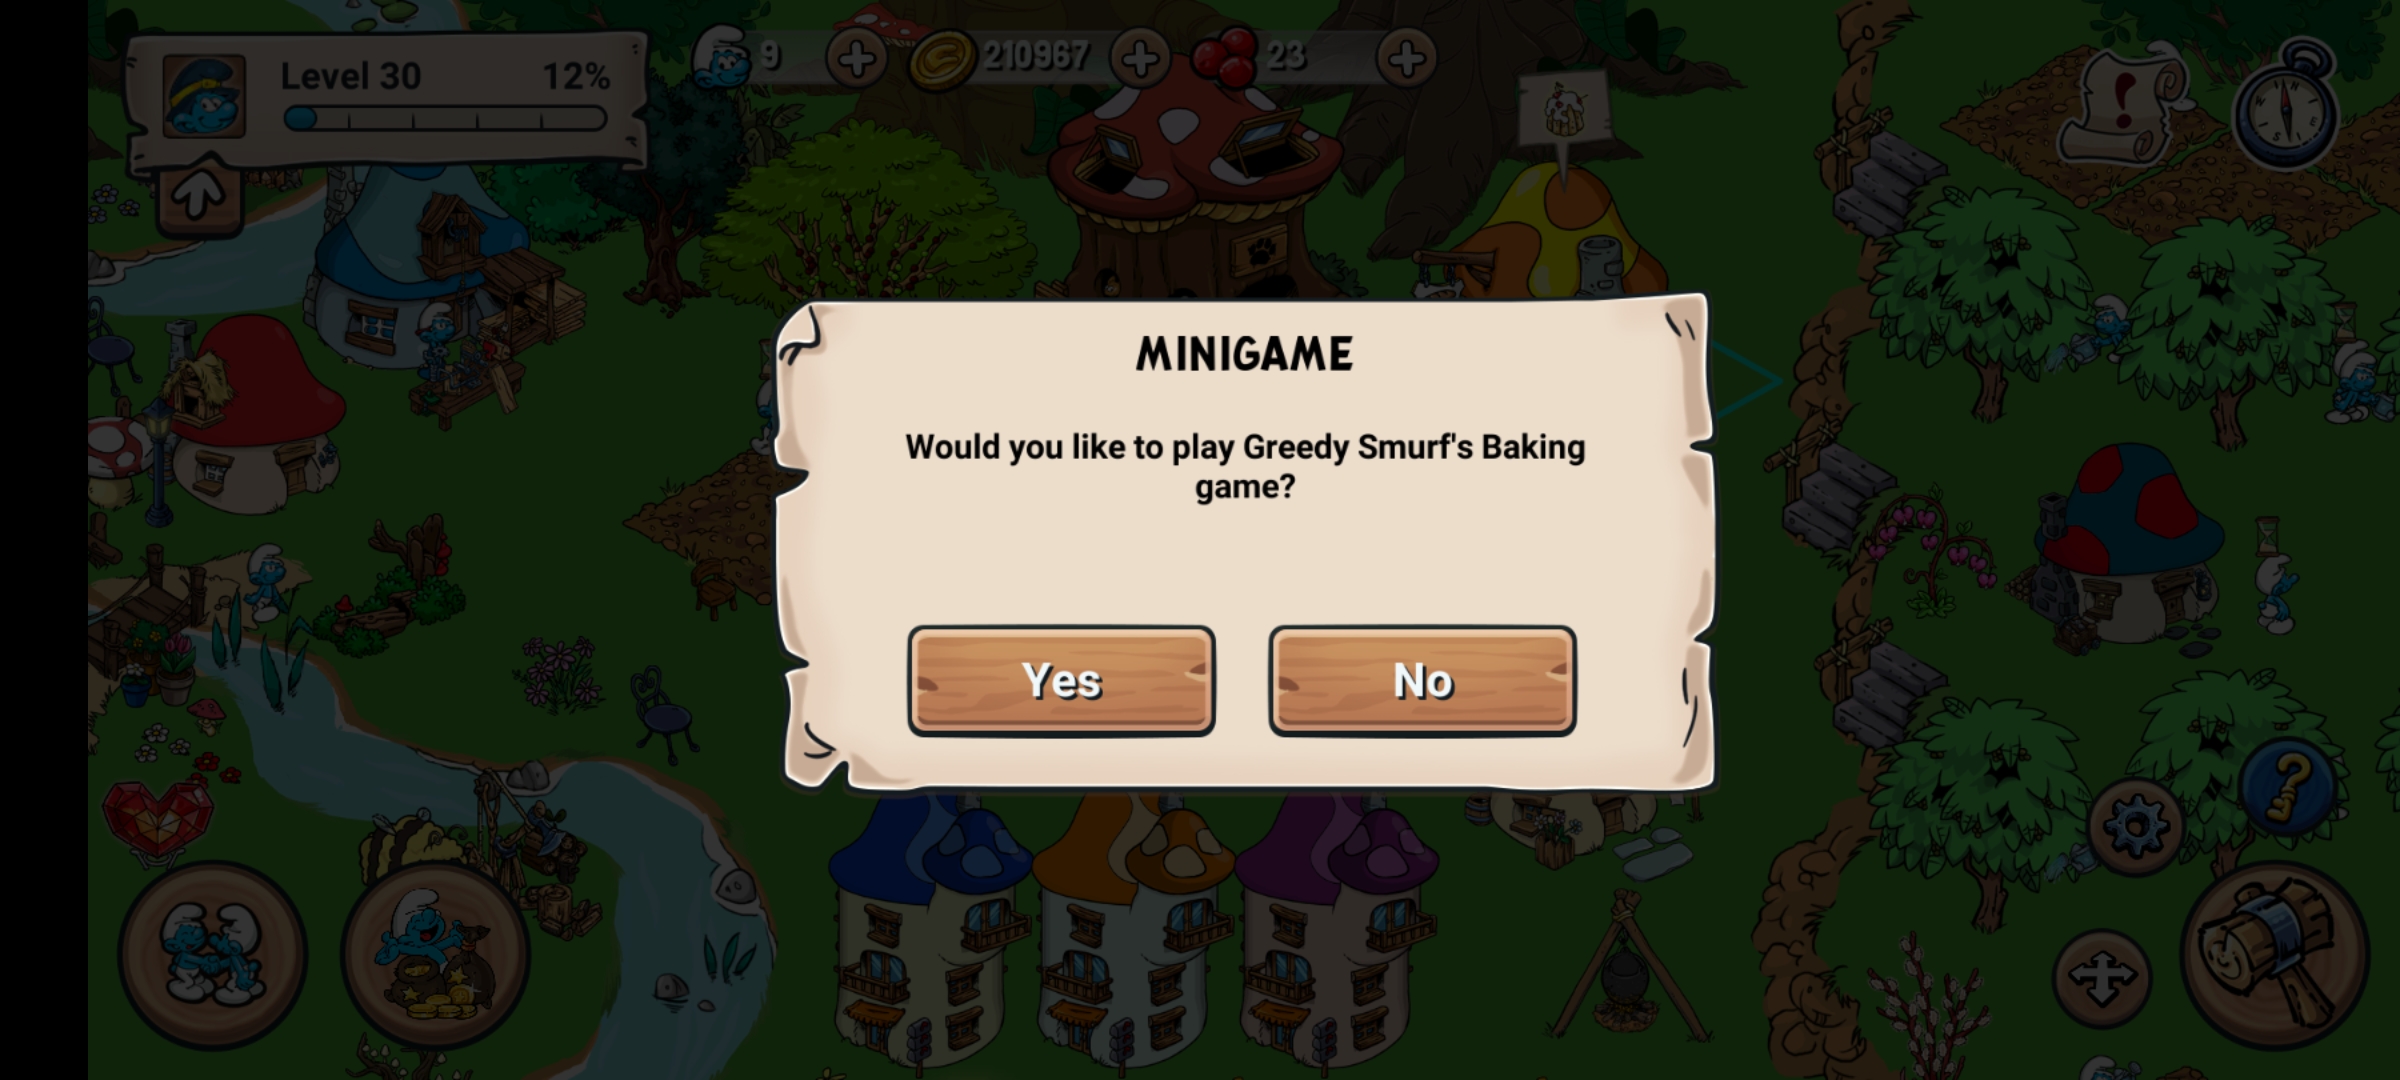 Level 30
12%
9
210967
23
MINIGAME
Would you like to play Greedy Smurf's Baking
game?
Yes
No